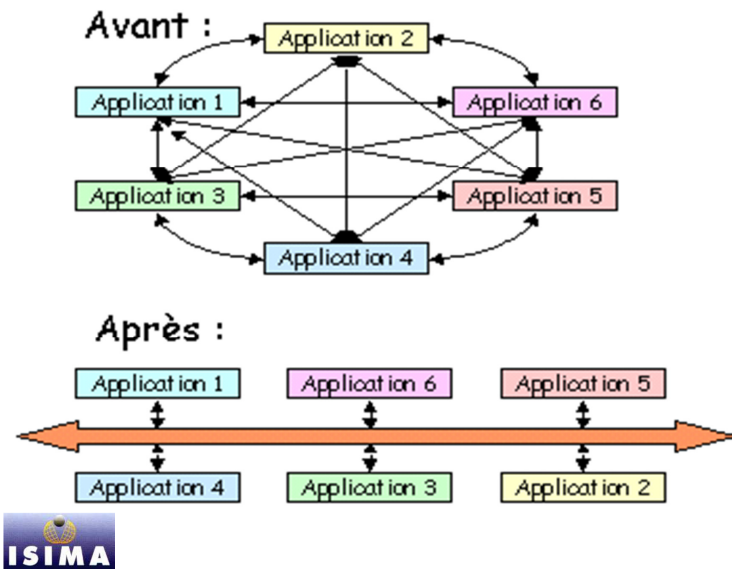 Avant :
Application 2
Application 1
Application 6
Application 3
Application 5
Application 4
Après :
Application 1
Application 6
Application 5
Application 4
Application 3
Application 2
ISIMA